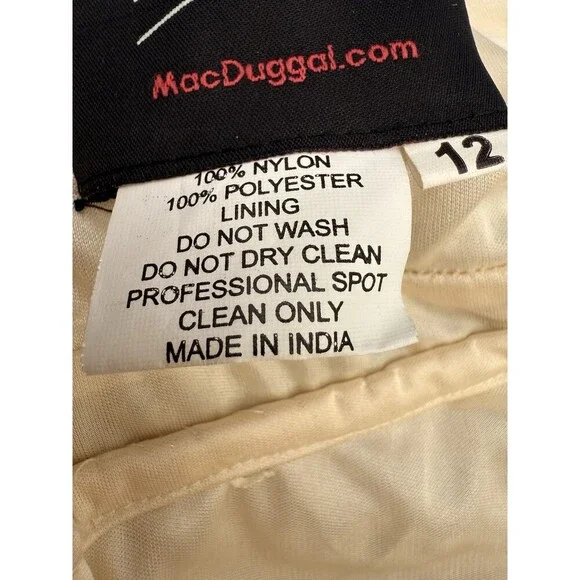 MacDuggal.com
12
100% NYLON
100% POLYESTER
LINING
DO NOT WASH
DO NOT DRY CLEAN
PROFESSIONAL SPOT
CLEAN ONLY
MADE IN INDIA